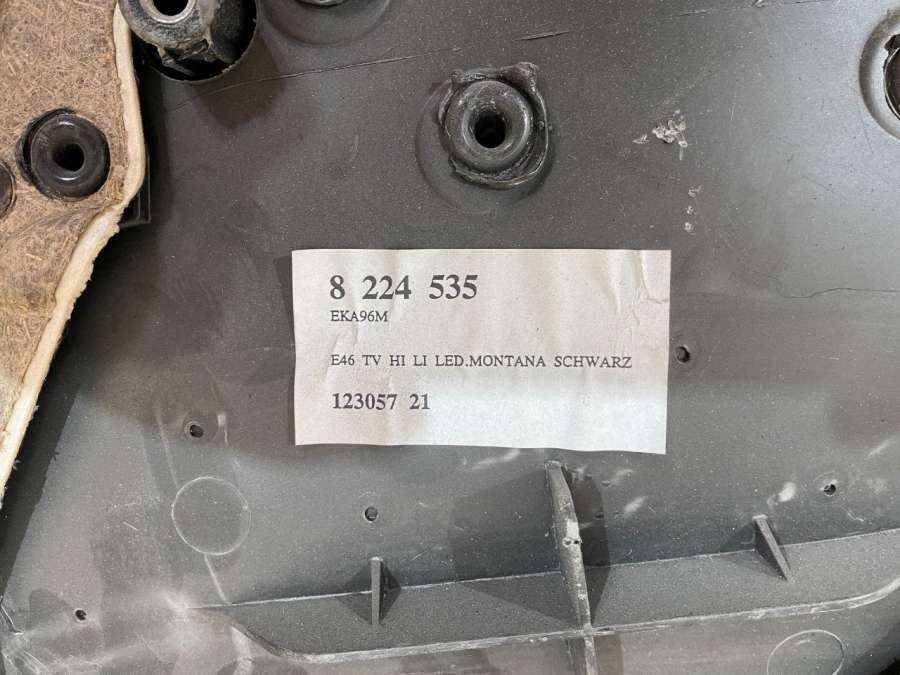 8 224 535
EKA96M
E46 TV HI LI LED.MONTANA SCHWARZ
123057 21